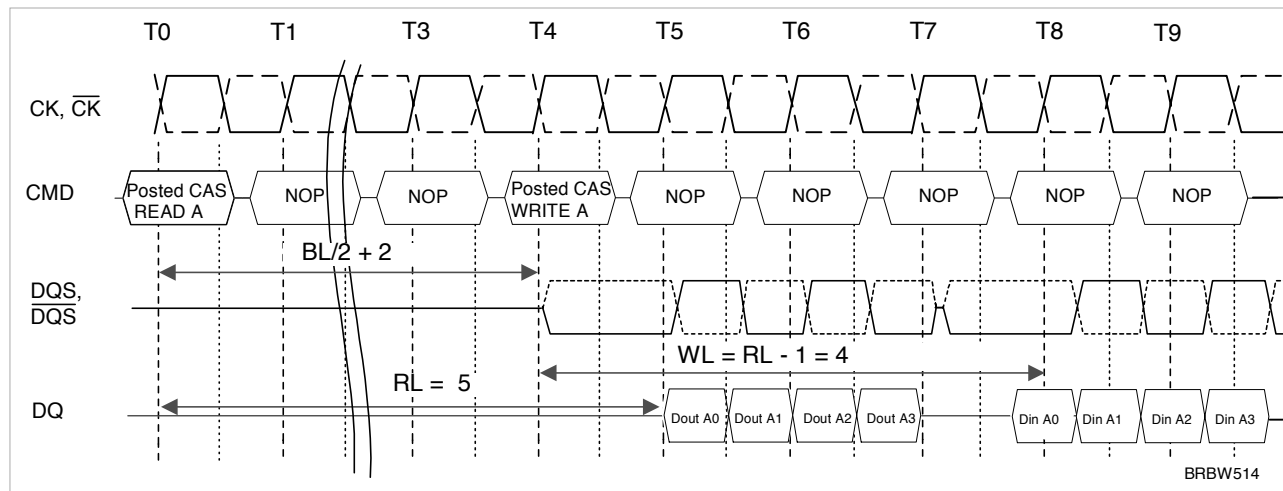 T0 T1 T3 T4 T5 T6 T7 T8 T9
CK, CK
CMD
Posted CAS
READ A
NOP
NOP
Posted CAS
WRITE A
NOP
NOP
NOP
NOP
NOP
BL/2 + 2
DQS,
DQS
WL = RL - 1 = 4
RL = 5
DQ
Dout A0 Dout A1 Dout A2 Dout A3 Din A0 Din A1 Din A2 Din A3
BRBW514